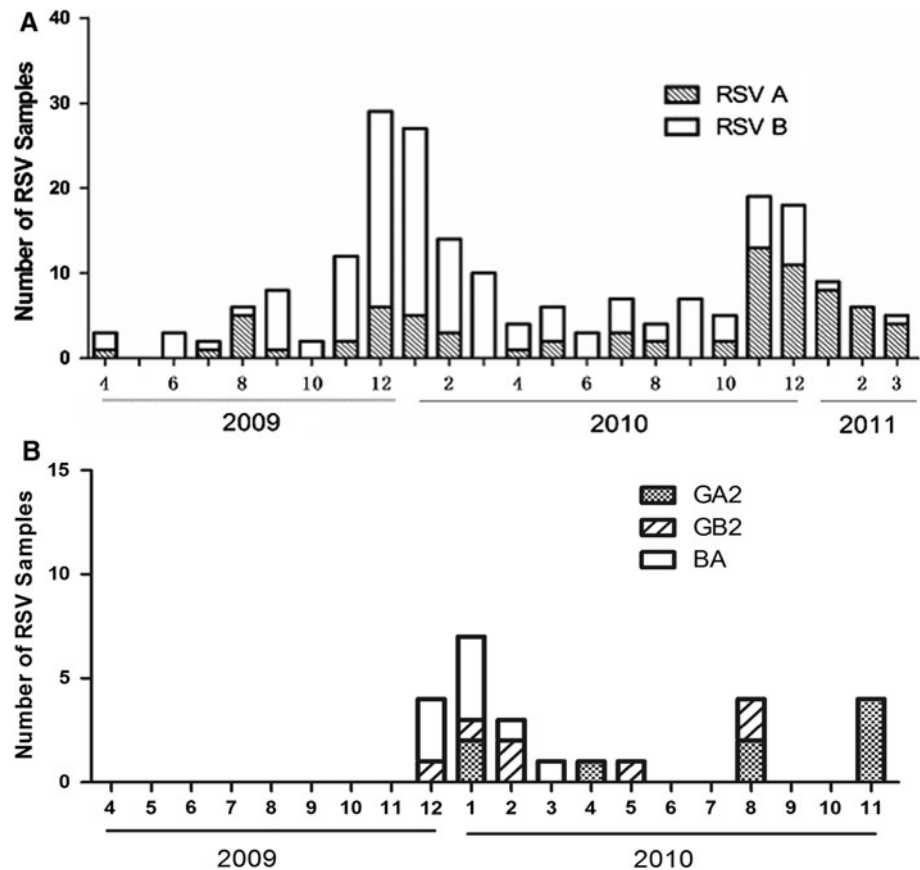 A
40
30
20
10
0
Number of RSV Samples
RSV A
RSV B
4 6 8 10 12 2 4 6 8 10 12 2 3
2009 2010 2011
B
15
10
5
0
Number of RSV Samples
GA2
GB2
BA
4 5 6 7 8 9 10 11 12 1 2 3 4 5 6 7 8 9 10 11
2009 2010